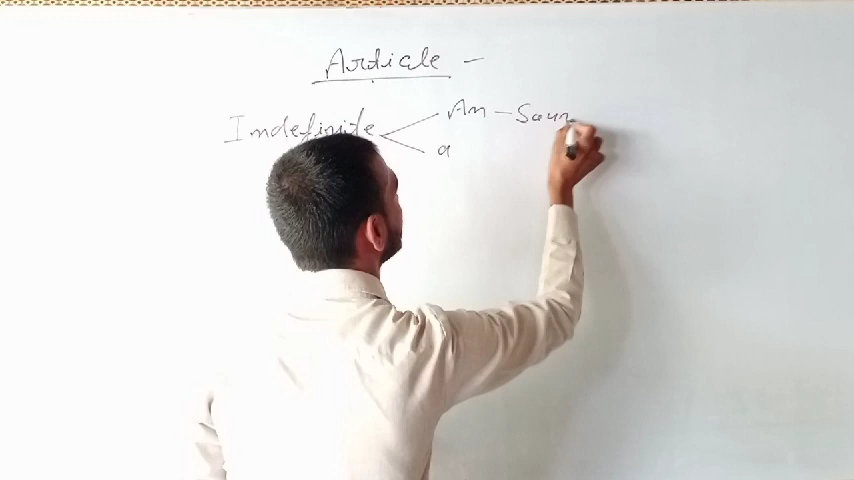 Article –
Indefinite An – Soun
a